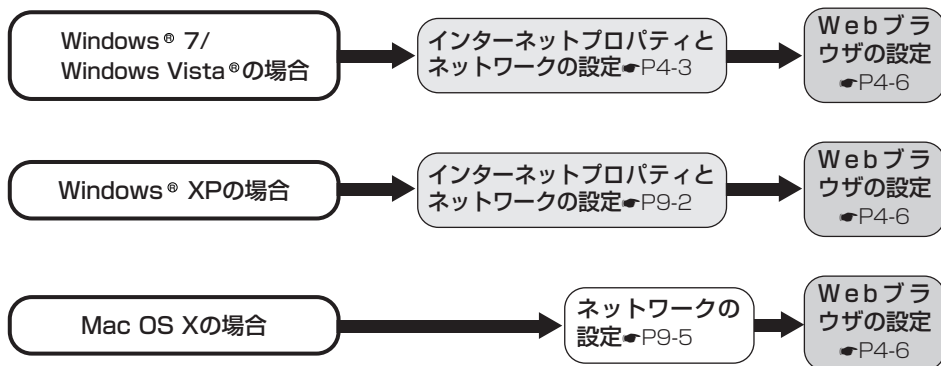 Windows® 7/
Windows Vista®の場合
インターネットプロパティと
ネットワークの設定☛P4-3
Webブラ
ウザの設定
☛P4-6
Windows® XPの場合
インターネットプロパティと
ネットワークの設定☛P9-2
Webブラ
ウザの設定
☛P4-6
Mac OS Xの場合
ネットワークの
設定☛P9-5
Webブラ
ウザの設定
☛P4-6